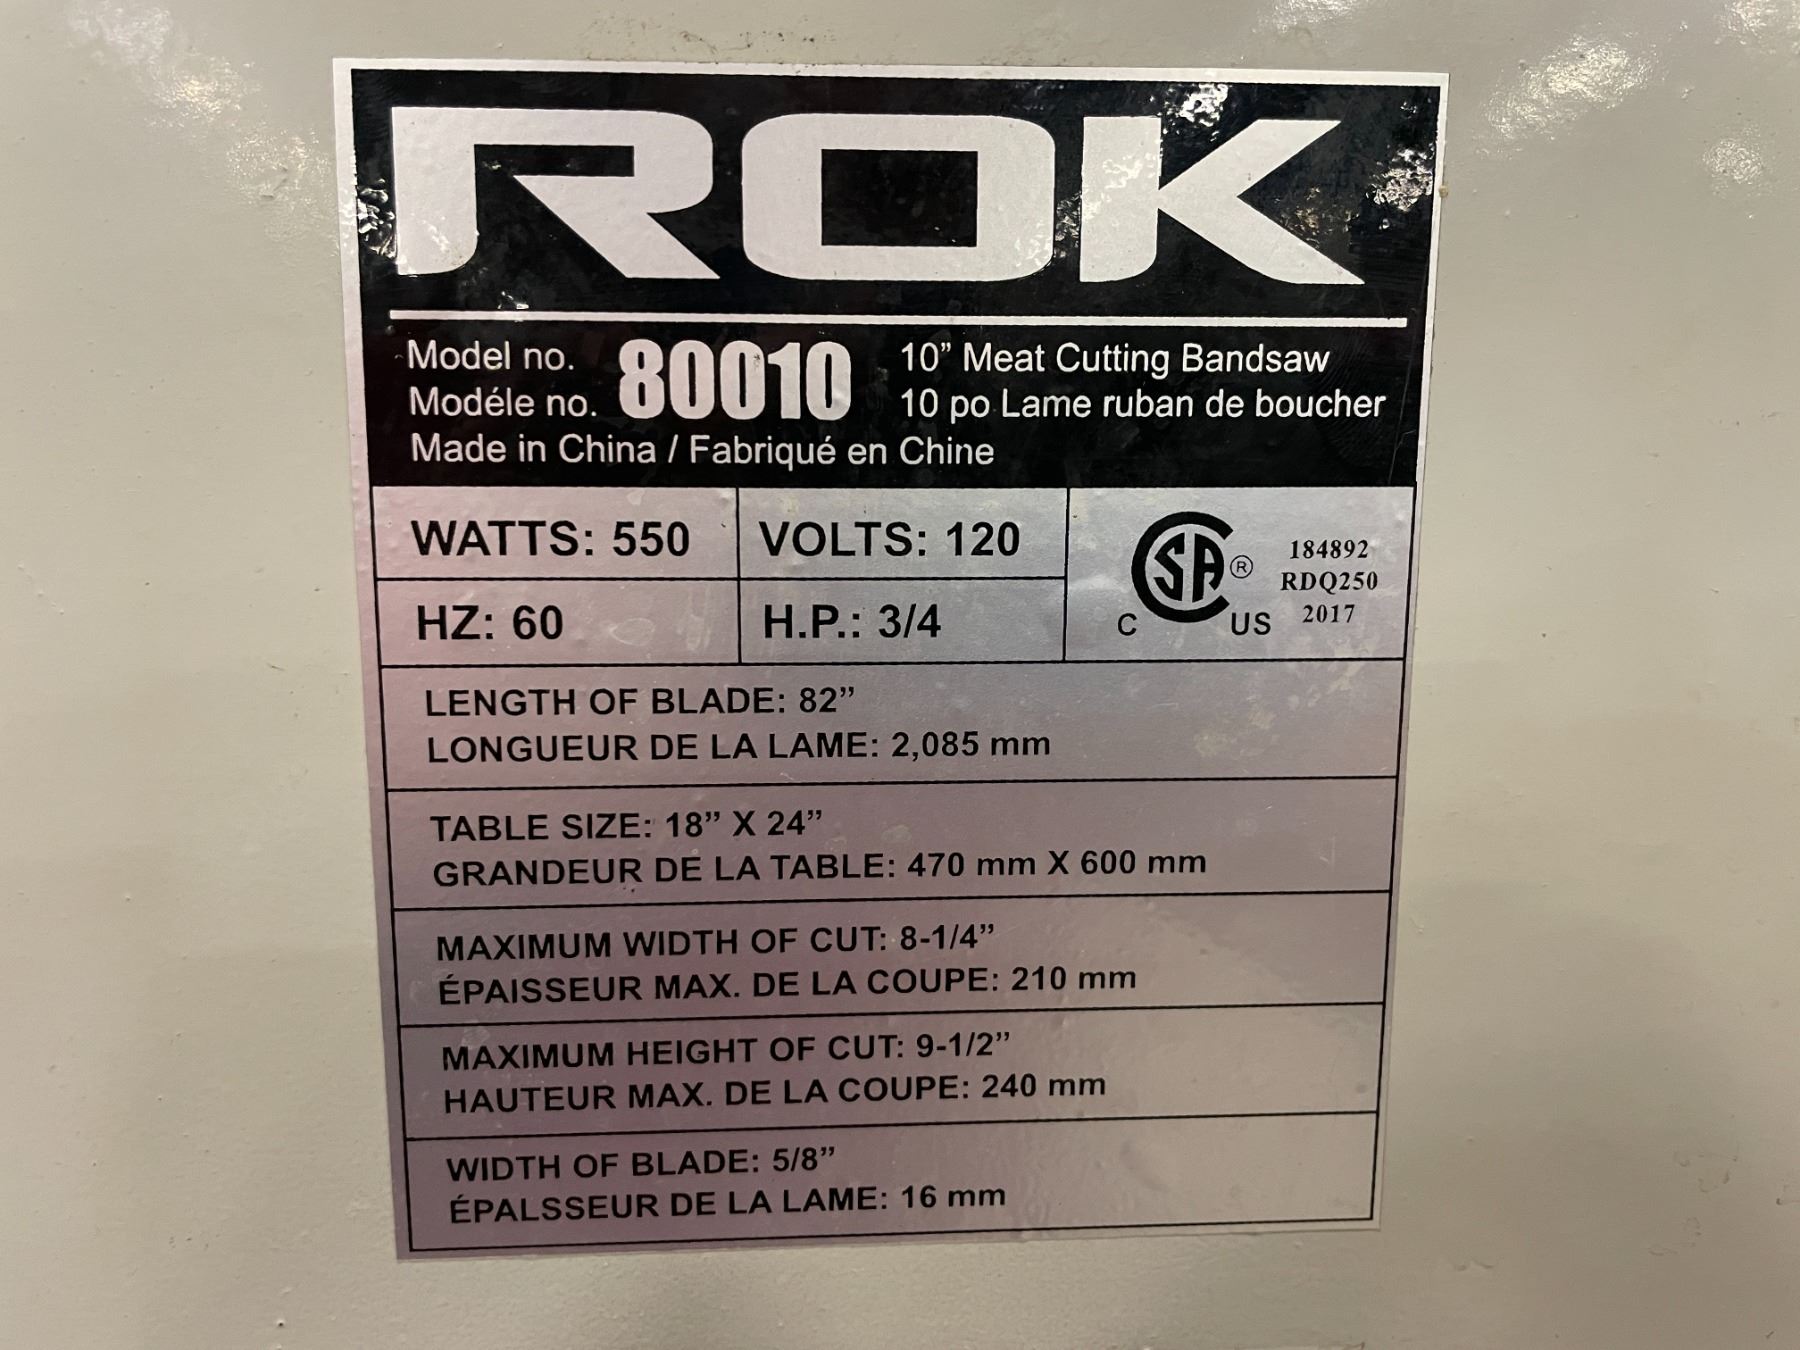 ROK
Model no. 80010 10" Meat Cutting Bandsaw
Modéle no. 10 po Lame ruban de boucher
Made in China / Fabriqué en Chine
WATTS: 550 VOLTS: 120
HZ: 60 H.P.: 3/4
CSA ® C US
184892
RDQ250
2017
LENGTH OF BLADE: 82”
LONGUEUR DE LA LAME: 2,085 mm
TABLE SIZE: 18” X 24”
GRANDEUR DE LA TABLE: 470 mm X 600 mm
MAXIMUM WIDTH OF CUT: 8-1/4”
ÉPAISSEUR MAX. DE LA COUPE: 210 mm
MAXIMUM HEIGHT OF CUT: 9-1/2”
HAUTEUR MAX. DE LA COUPE: 240 mm
WIDTH OF BLADE: 5/8”
ÉPALSSEUR DE LA LAME: 16 mm